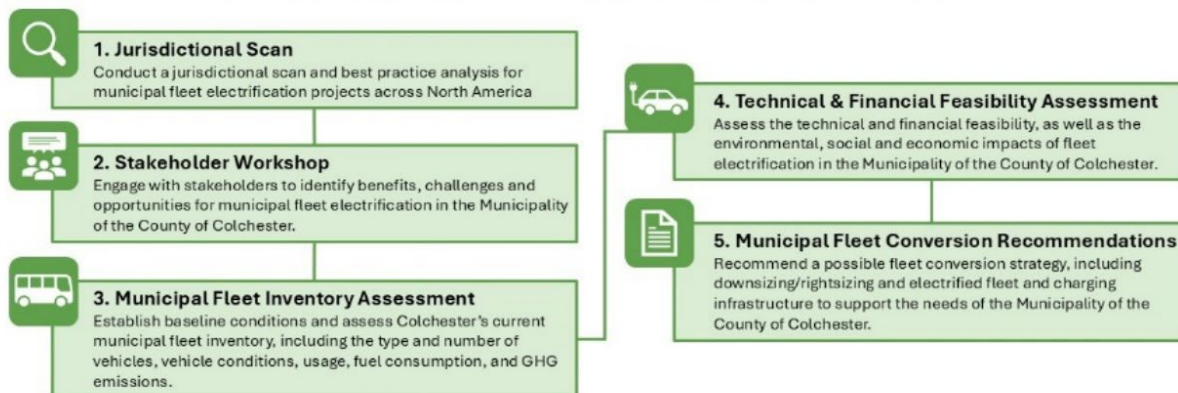 1. Jurisdictional Scan
Conduct a jurisdictional scan and best practice analysis for
municipal fleet electrification projects across North America
2. Stakeholder Workshop
Engage with stakeholders to identify benefits, challenges and
opportunities for municipal fleet electrification in the Municipality
of the County of Colchester.
3. Municipal Fleet Inventory Assessment
Establish baseline conditions and assess Colchester's current
municipal fleet inventory, including the type and number of
vehicles, vehicle conditions, usage, fuel consumption, and GHG
emissions.
4. Technical & Financial Feasibility Assessment
Assess the technical and financial feasibility, as well as the
environmental, social and economic impacts of fleet
electrification in the Municipality of the County of Colchester.
5. Municipal Fleet Conversion Recommendations
Recommend a possible fleet conversion strategy, including
downsizing/rightsizing and electrified fleet and charging
infrastructure to support the needs of the Municipality of the
County of Colchester.